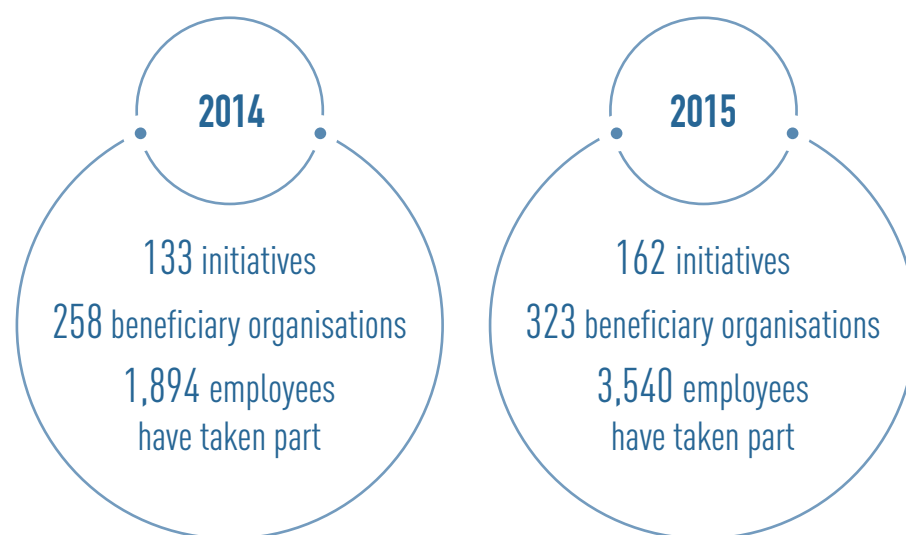 2014
133 initiatives
258 beneficiary organisations
1,894 employees
have taken part
2015
162 initiatives
323 beneficiary organisations
3,540 employees
have taken part